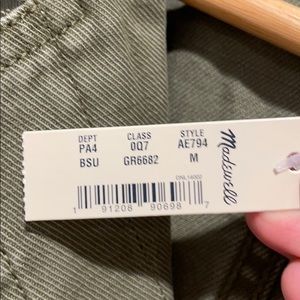 DEPT CLASS STYLE
PA4 0Q7 AE794
BSU GR6682 M
Madewell
1 91208 90698 7